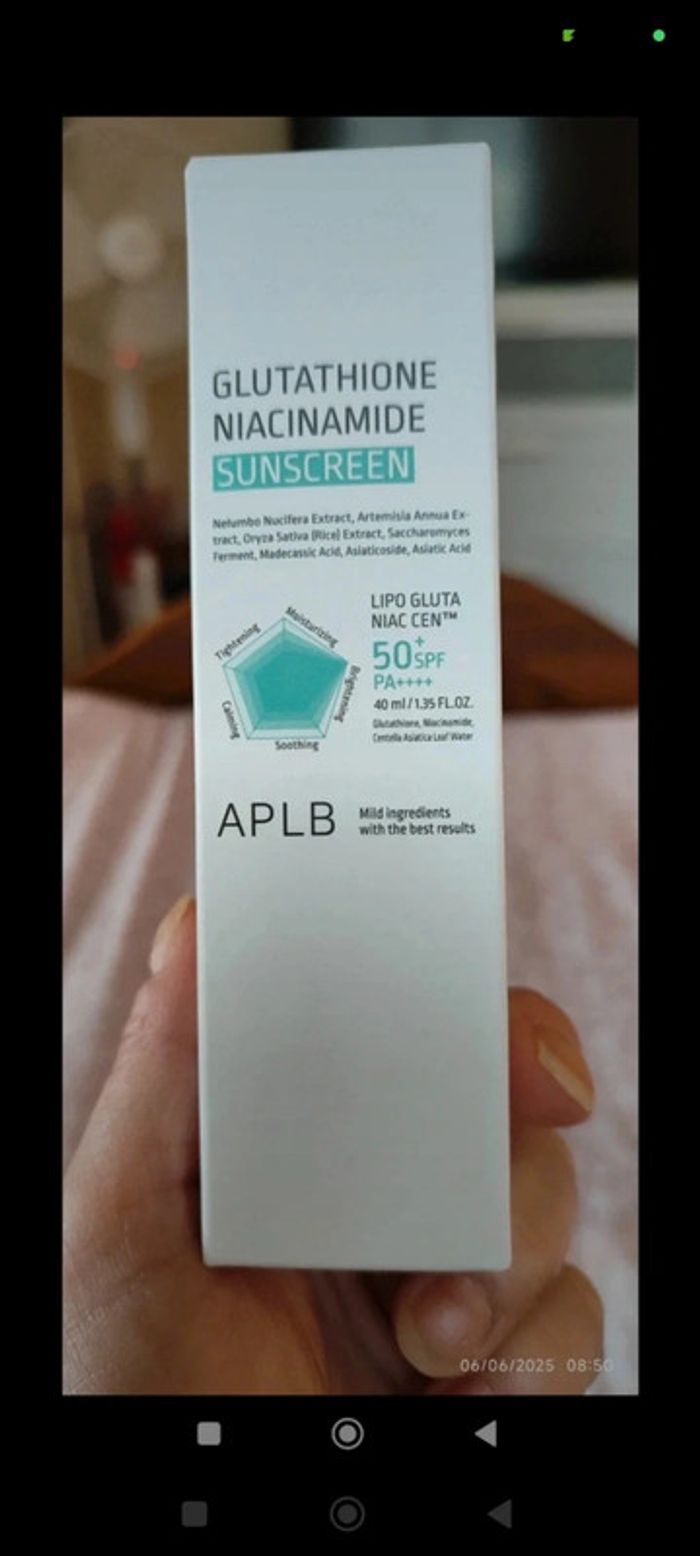 GLUTATHIONE
NIACINAMIDE
SUNSCREEN
Nelumbo Nucifera Extract, Artemisia Annua Ex-
tract, Oryza Sativa (Rice) Extract, Saccharomyces
Ferment, Madecassic Acid, Asiaticoside, Asiatic Acid
Moisturizing
Tightening
Brightening
Calming
Soothing
LIPO GLUTA
NIAC CEN™
50+ SPF
PA++++
40 ml / 1.35 FL.OZ.
Glutathione, Niacinamide,
Centella Asiatica Leaf Water
APLB
Mild ingredients
with the best results
06/06/2025 08:50